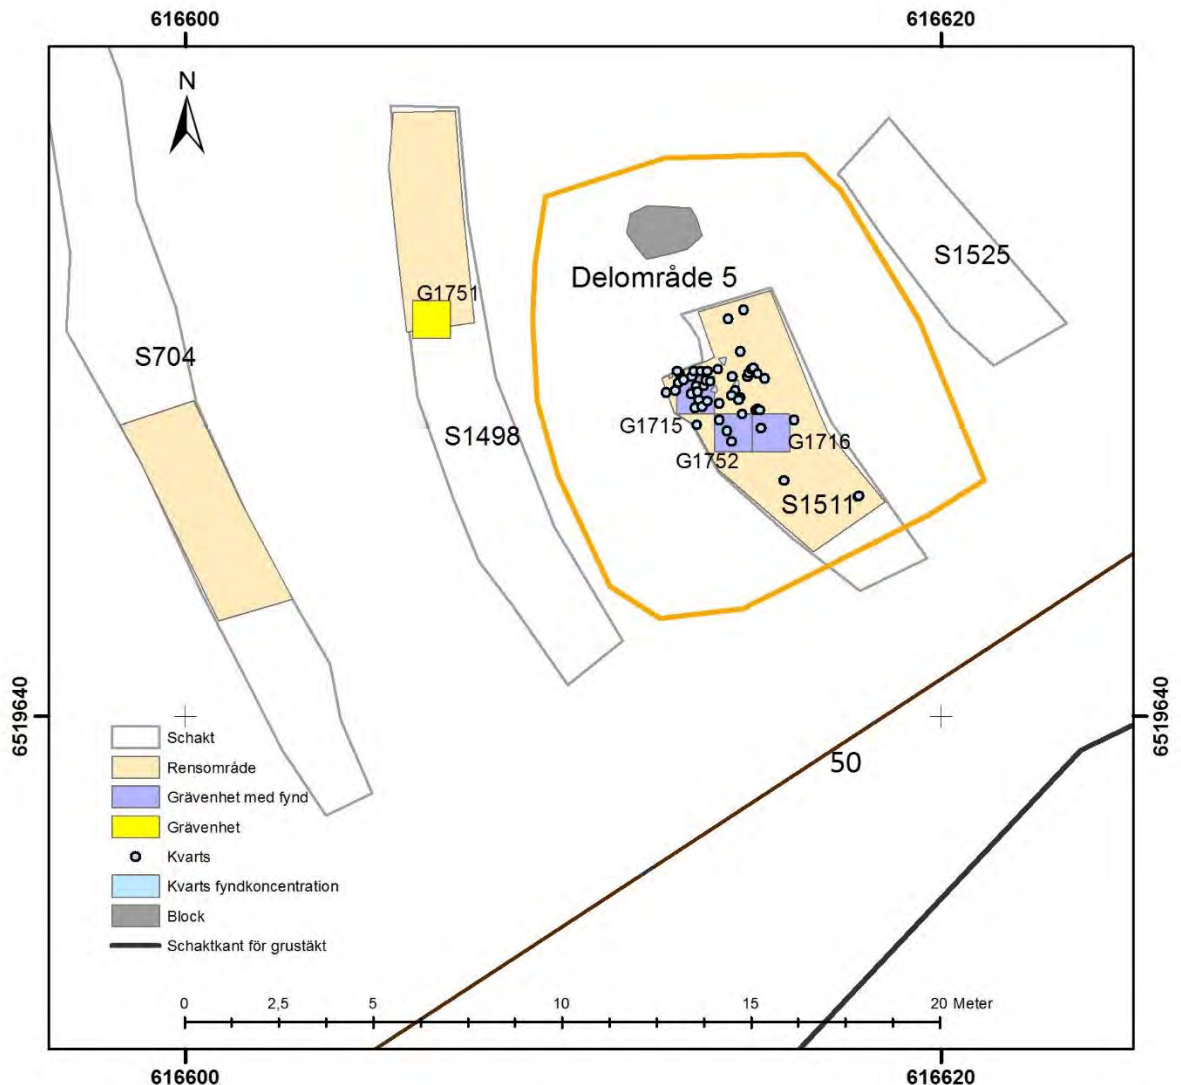 616600
616620
N
Delområde 5
S1525
G1751
S704
S1498
G1715
G1716
G1752
S1511
6519640
6519640
50
Schakt
Rensområde
Grävenhet med fynd
Grävenhet
Kvarts
Kvarts fyndkoncentration
Block
Schaktkant för grustäkt
0 2,5 5 10 15 20 Meter
616600
616620